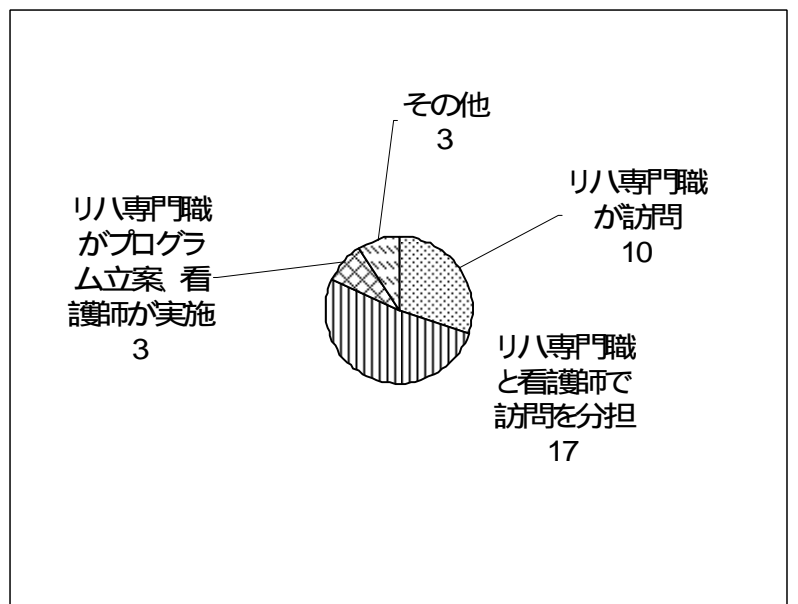 その他
3
リハ専門職
が訪問
10
リハ専門職
と看護師で
訪問を分担
17
リハ専門職
がプログラ
ム立案、看
護師が実施
3